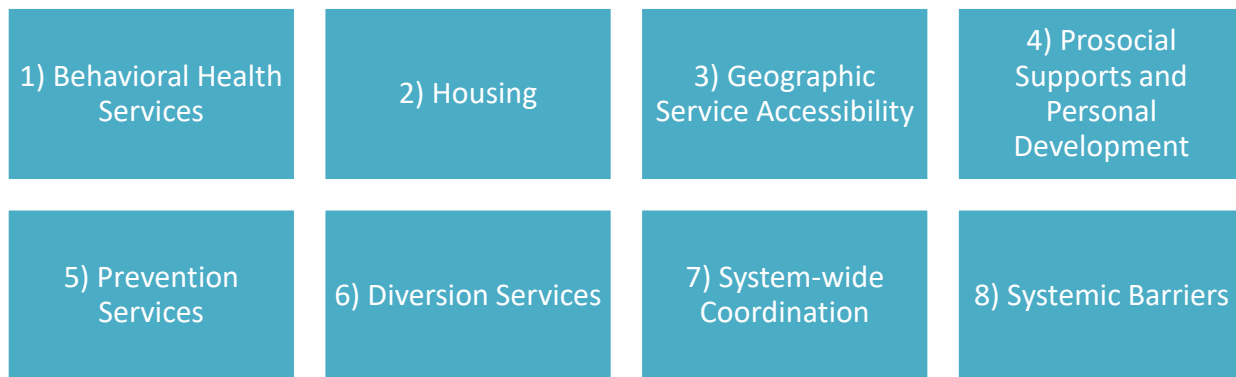 1) Behavioral Health
Services
2) Housing
3) Geographic
Service Accessibility
4) Prosocial
Supports and
Personal
Development
5) Prevention
Services
6) Diversion Services
7) System-wide
Coordination
8) Systemic Barriers